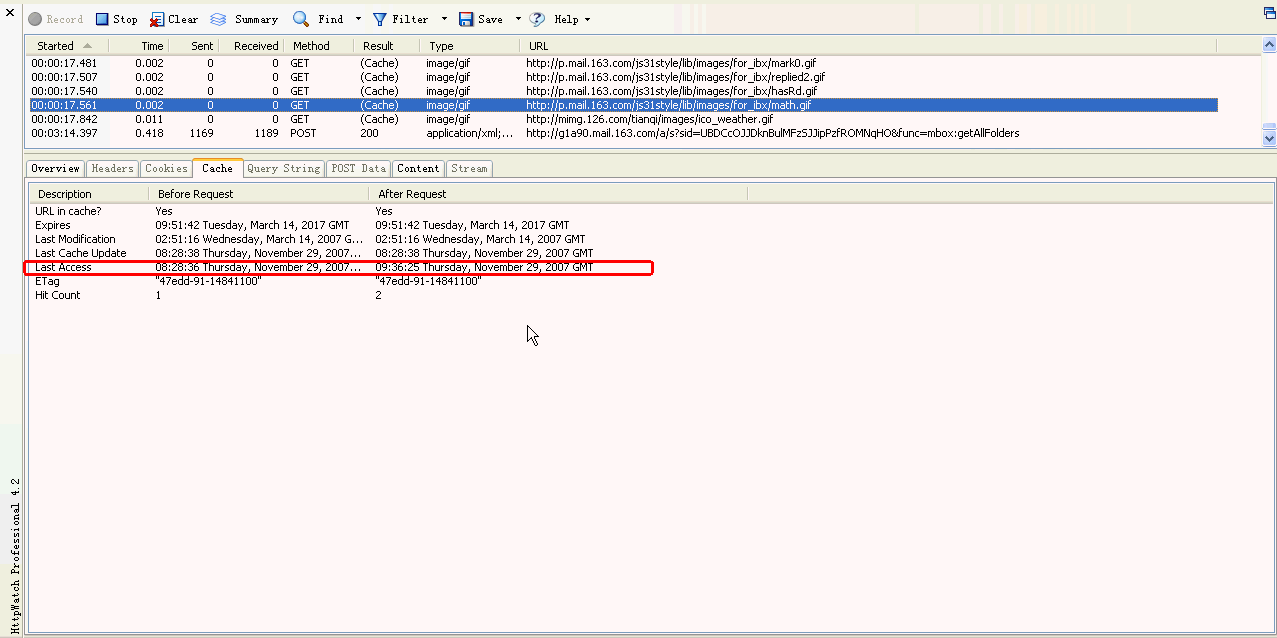 Record Stop Clear Summary Find Filter Save Help
Started Time Sent Received Method Result Type URL
00:00:17.481 0.002 0 0 GET (Cache) image/gif http://p.mail.163.com/js31style/lib/images/for_ibx/mark0.gif
00:00:17.507 0.002 0 0 GET (Cache) image/gif http://p.mail.163.com/js31style/lib/images/for_ibx/replied2.gif
00:00:17.540 0.002 0 0 GET (Cache) image/gif http://p.mail.163.com/js31style/lib/images/for_ibx/hasRd.gif
00:00:17.561 0.002 0 0 GET (Cache) image/gif http://p.mail.163.com/js31style/lib/images/for_ibx/math.gif
00:00:17.842 0.011 0 0 GET (Cache) image/gif http://mimg.126.com/tianqi/images/ico_weather.gif
00:03:14.397 0.418 1169 1189 POST 200 application/xml;... http://g1a90.mail.163.com/a/s?sid=UBDCcOJJDknBulMFzSJJipPzfROMNqHO&func=mbox:getAllFolders
Overview Headers Cookies Cache Query String POST Data Content Stream
Description Before Request After Request
URL in cache? Yes Yes
Expires 09:51:42 Tuesday, March 14, 2017 GMT 09:51:42 Tuesday, March 14, 2017 GMT
Last Modification 02:51:16 Wednesday, March 14, 2007 G... 02:51:16 Wednesday, March 14, 2007 GMT
Last Cache Update 08:28:38 Thursday, November 29, 2007... 08:28:38 Thursday, November 29, 2007 GMT
Last Access 08:28:36 Thursday, November 29, 2007... 09:36:25 Thursday, November 29, 2007 GMT
ETag "47edd-91-14841100" "47edd-91-14841100"
Hit Count 1 2
HttpWatch Professional 4.2